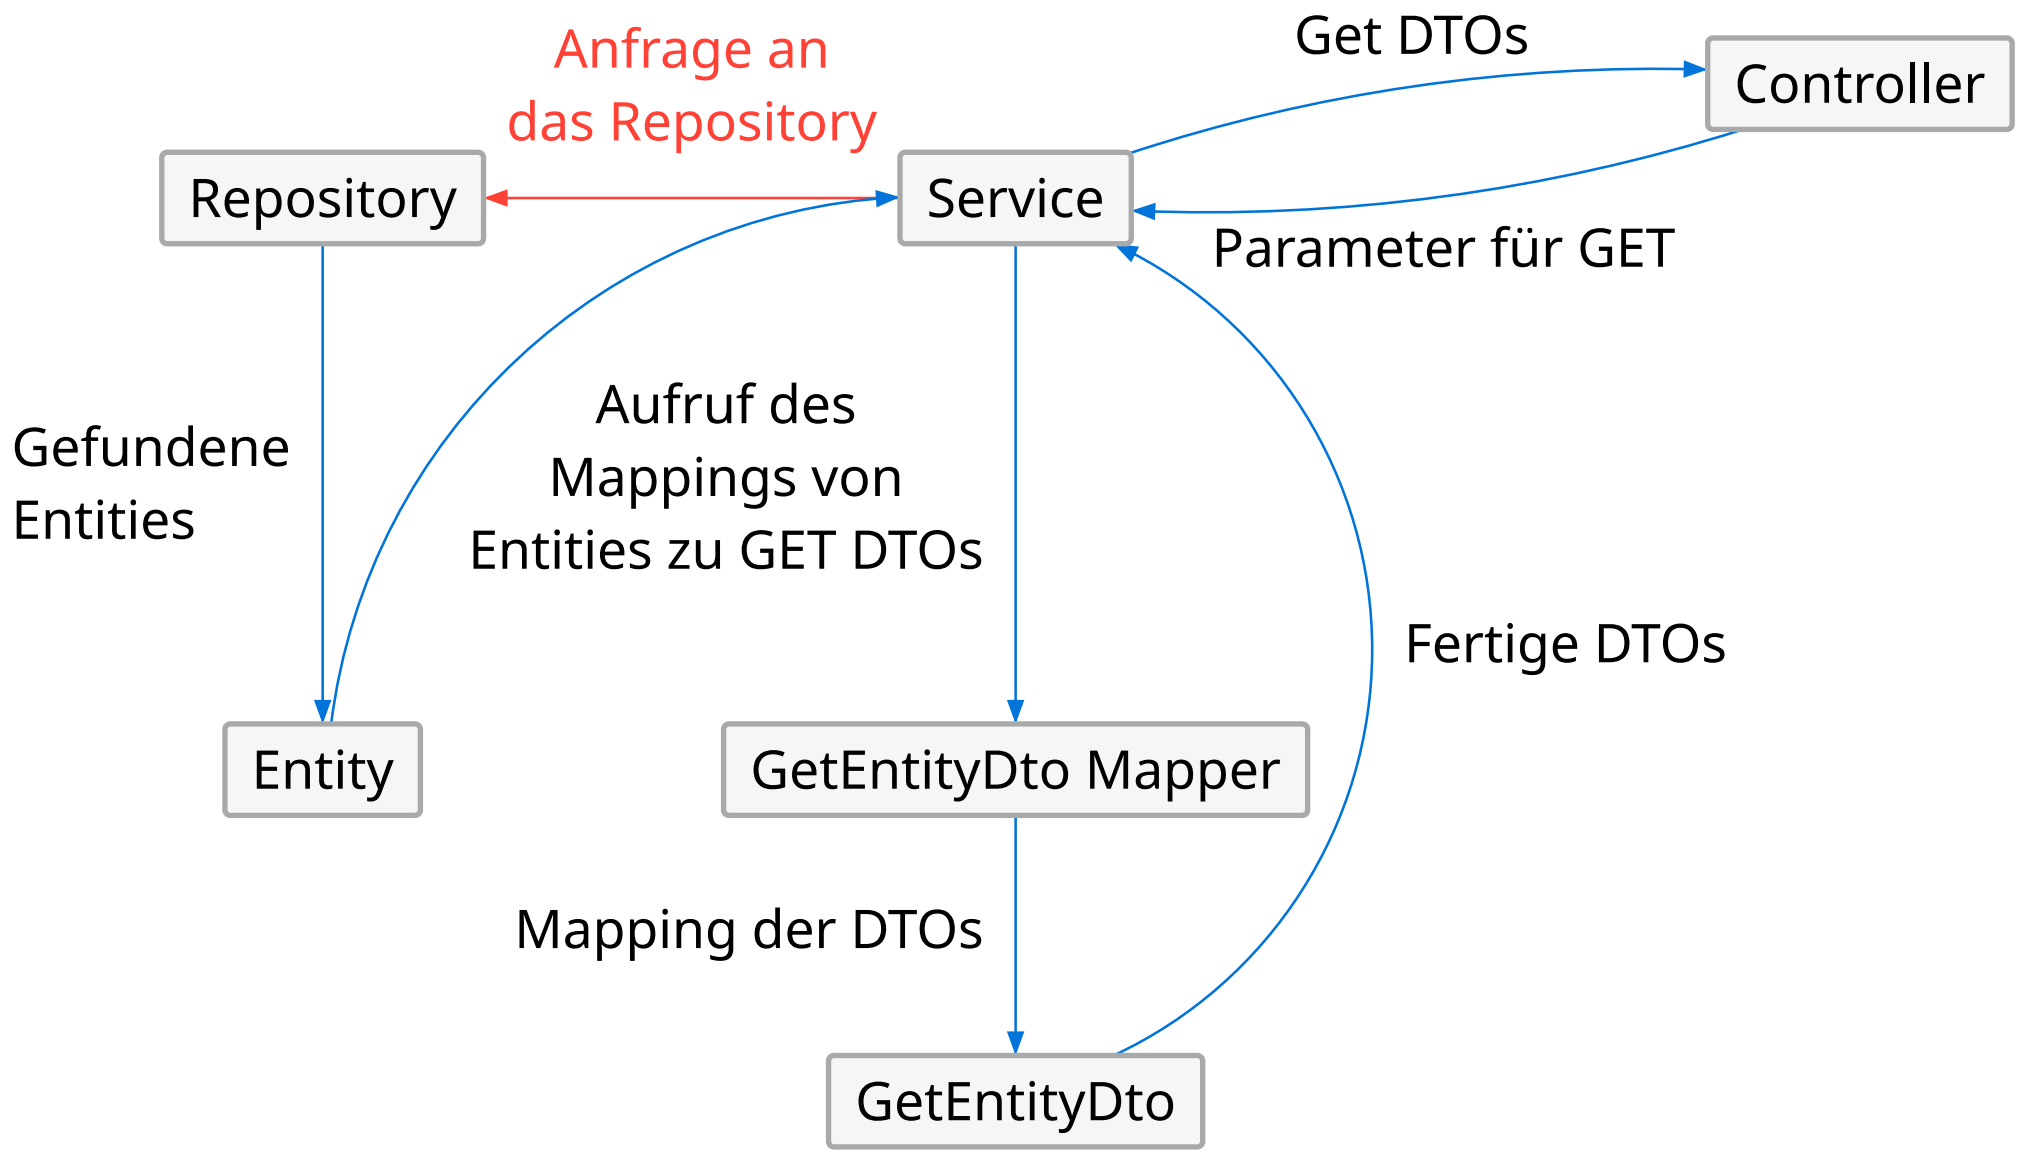 Anfrage an
das Repository
Get DTOs
Controller
Repository
Service
Parameter für GET
Gefundene
Entities
Aufruf des
Mappings von
Entities zu GET DTOs
Fertige DTOs
Entity
GetEntityDto Mapper
Mapping der DTOs
GetEntityDto